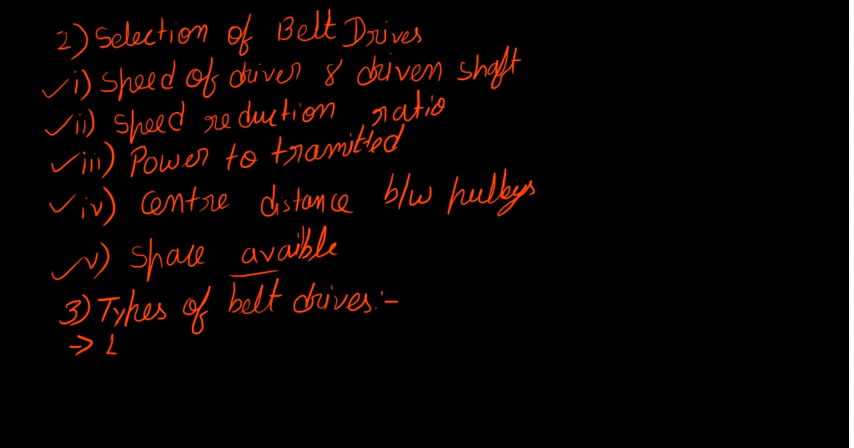 2) Selection of Belt Drives
i) Speed of driver & driven shaft
ii) Speed reduction ratio
iii) Power to tramitted
iv) Centre distance b/w pulleys
v) Space avaible
3) Types of belt drives:-
→ L